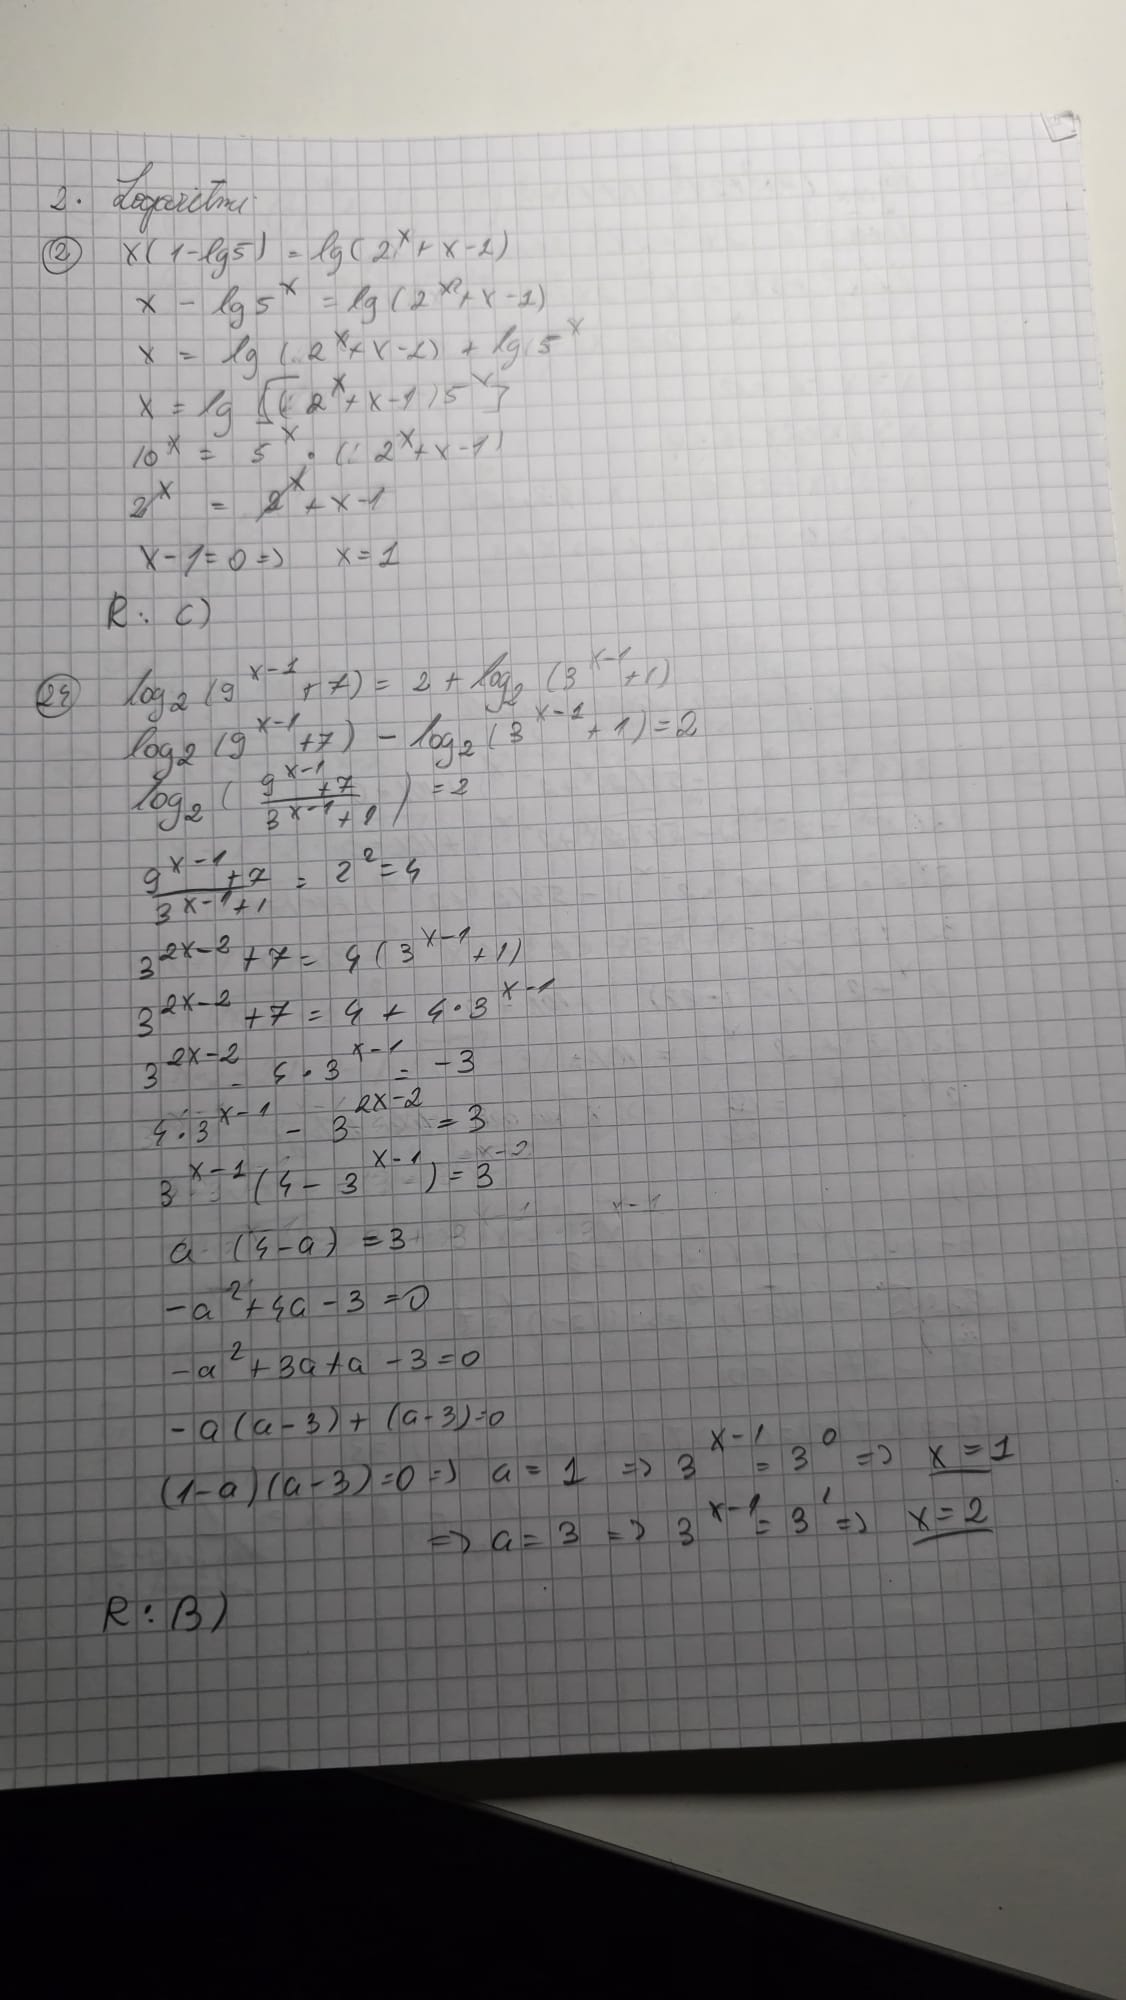 2. Logaritmi
② x(1-lg5) = lg(2^x+x-1)
x - lg5^x = lg(2^x+x-1)
x = lg(2^x+x-1) + lg5^x
x = lg[(2^x+x-1)5^x]
10^x = 5^x · (2^x+x-1)
2^x = 2^x+x-1
x-1=0 => x=1
R: C)
24 log₂(9^(x-1)+7) = 2 + log₂(3^(x-1)+1)
log₂(9^(x-1)+7) - log₂(3^(x-1)+1) = 2
log₂((9^(x-1)+7)/(3^(x-1)+1)) = 2
(9^(x-1)+7)/(3^(x-1)+1) = 2² = 4
3^(2x-2)+7 = 4(3^(x-1)+1)
3^(2x-2)+7 = 4 + 4·3^(x-1)
3^(2x-2) - 4·3^(x-1) = -3
4·3^(x-1) - 3^(2x-2) = 3
3^(x-1)(4-3^(x-1)) = 3
a (4-a) = 3
-a²+4a-3=0
-a²+3a+a-3=0
-a(a-3)+(a-3)=0
(1-a)(a-3)=0 => a=1 => 3^(x-1) = 3^0 => x=1
=> a=3 => 3^(x-1) = 3^1 => x=2
R: B)